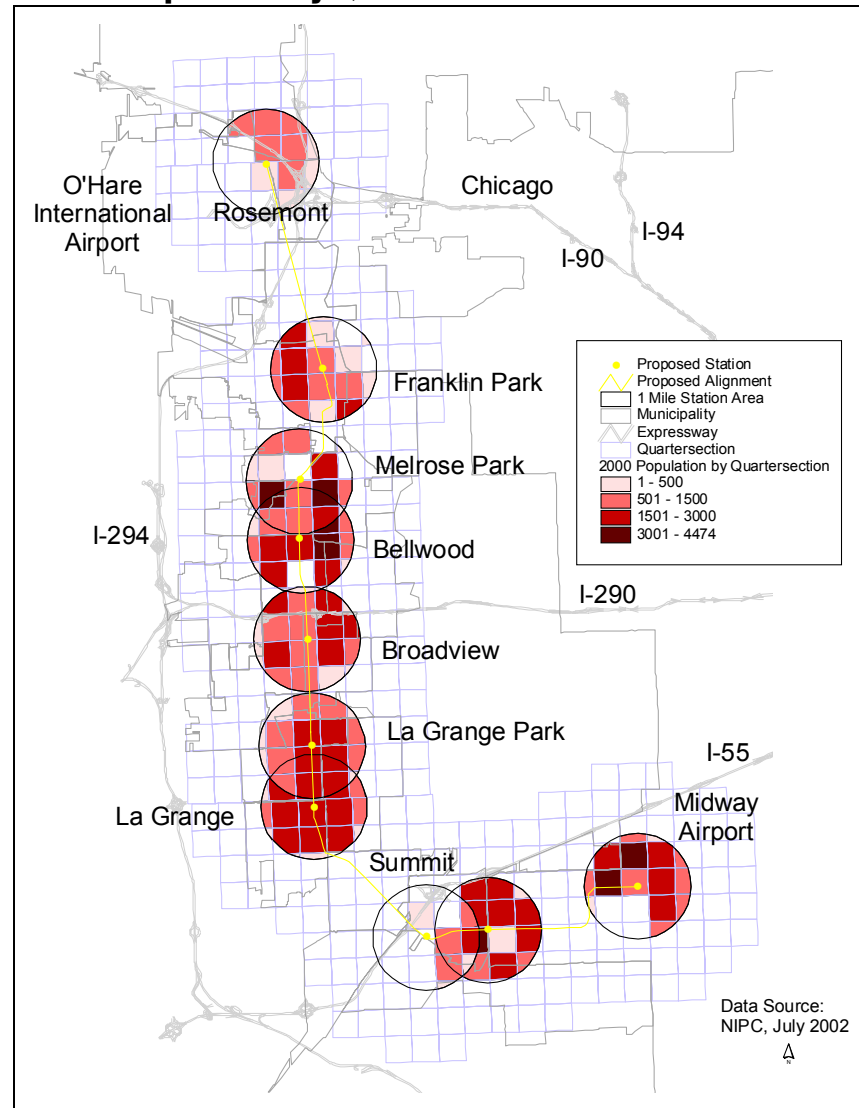 O'Hare
International
Airport
Rosemont
Chicago
I-94
I-90
Franklin Park
Proposed Station
Proposed Alignment
1 Mile Station Area
Municipality
Expressway
Quartersection
2000 Population by Quartersection
1 - 500
501 - 1500
1501 - 3000
3001 - 4474
Melrose Park
I-294
Bellwood
I-290
Broadview
La Grange Park
I-55
La Grange
Midway
Airport
Summit
Data Source:
NIPC, July 2002
N